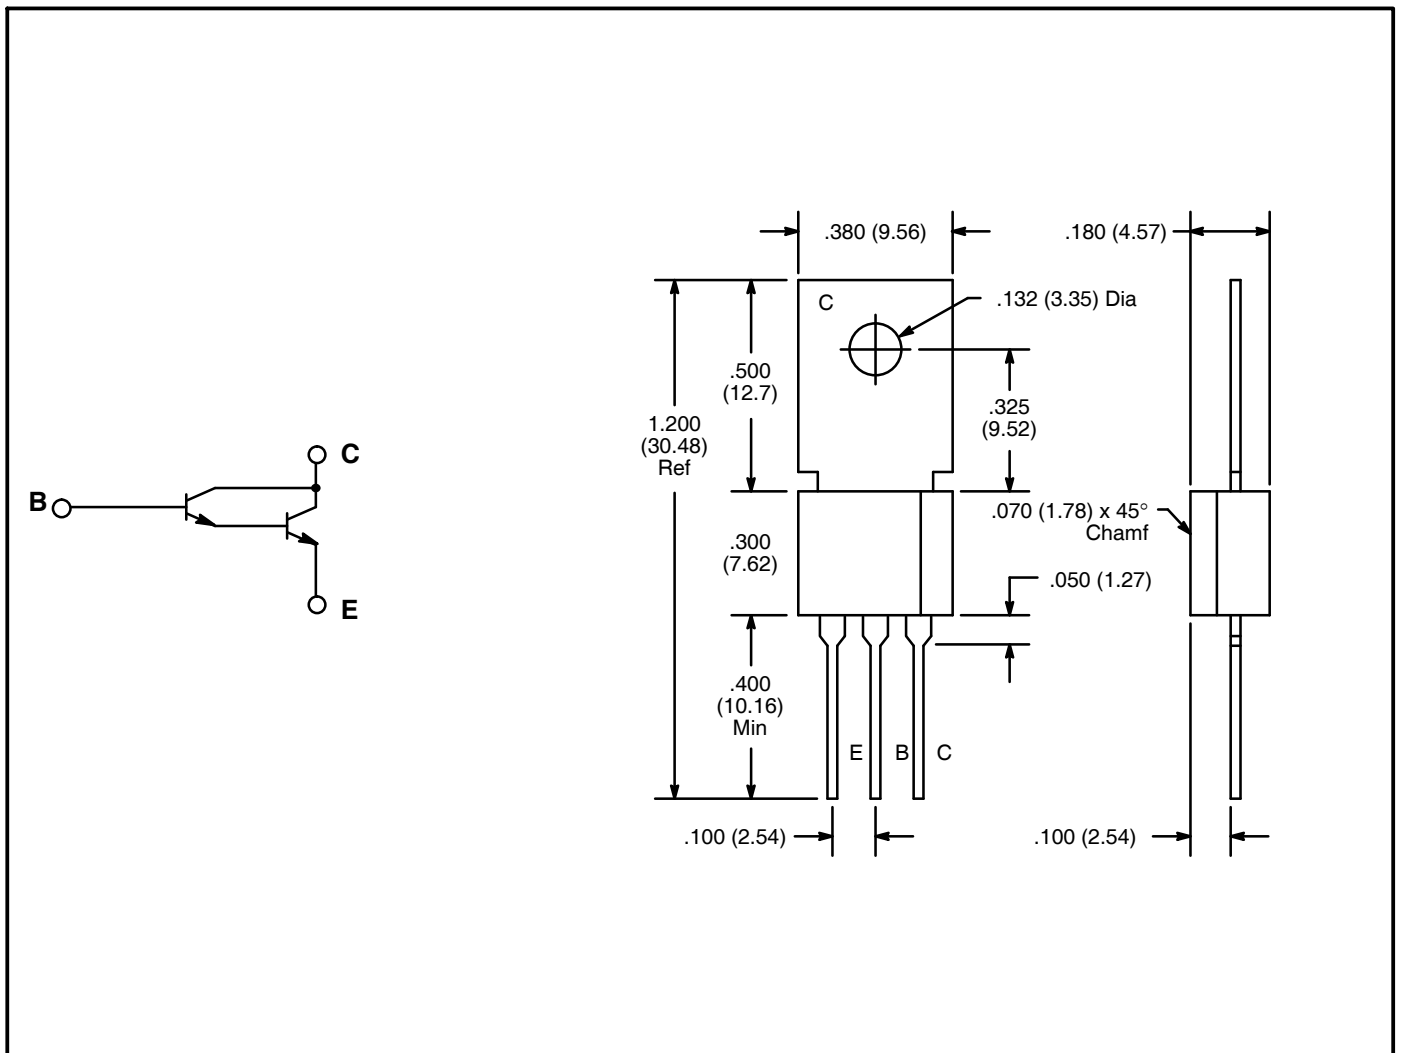 .380 (9.56)
.180 (4.57)
C
.132 (3.35) Dia
.500
(12.7)
.325
(9.52)
1.200
(30.48)
Ref
C
B
E
.070 (1.78) x 45°
Chamf
.300
(7.62)
.050 (1.27)
.400
(10.16)
Min
E
B
C
.100 (2.54)
.100 (2.54)